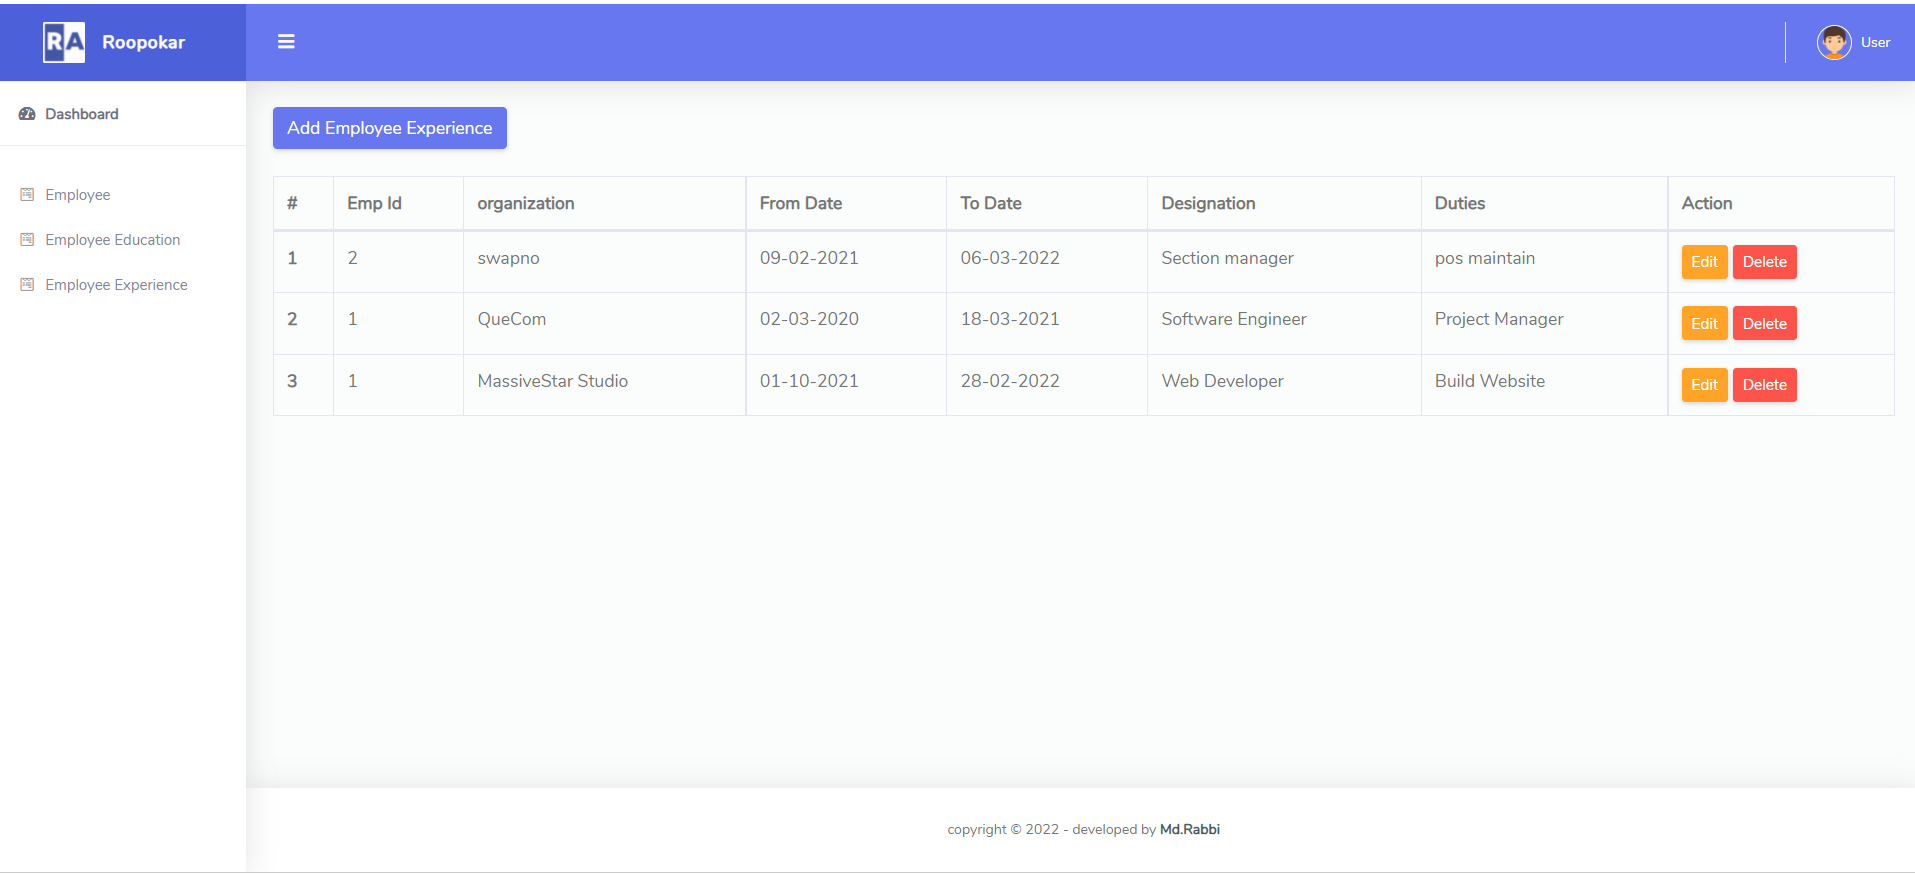 RA Roopokar
User
Dashboard
Employee
Employee Education
Employee Experience
Add Employee Experience
# Emp Id organization From Date To Date Designation Duties Action
1 2 swapno 09-02-2021 06-03-2022 Section manager pos maintain Edit Delete
2 1 QueCom 02-03-2020 18-03-2021 Software Engineer Project Manager Edit Delete
3 1 MassiveStar Studio 01-10-2021 28-02-2022 Web Developer Build Website Edit Delete
copyright © 2022 - developed by Md.Rabbi